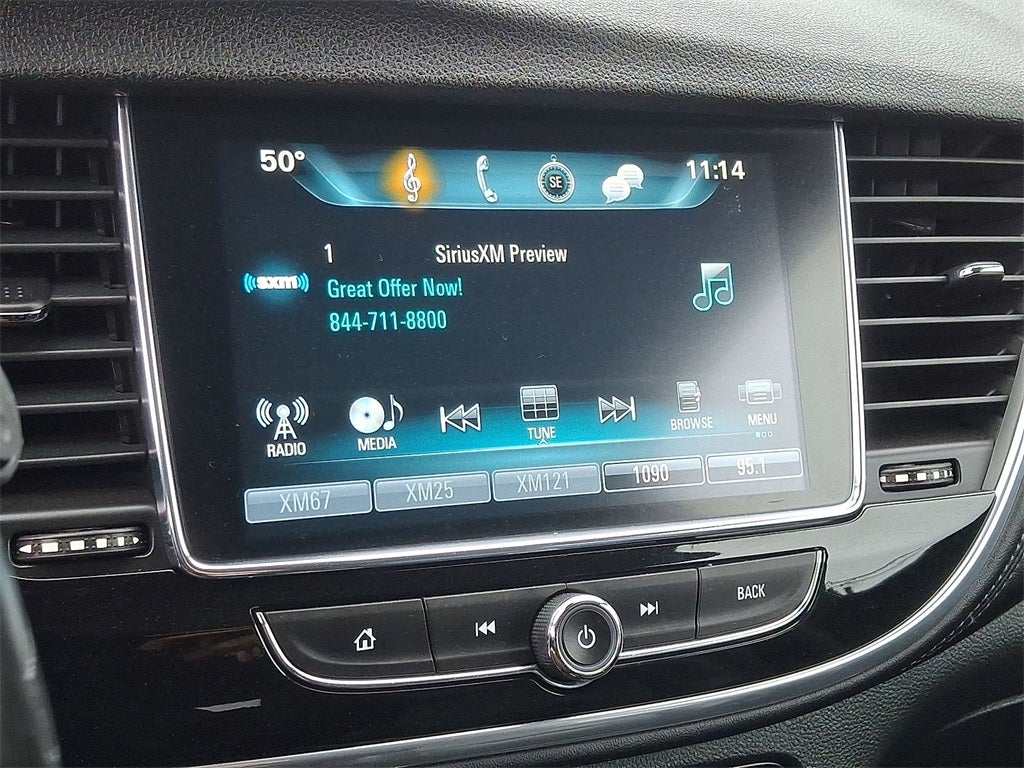 50°
SE
11:14
1 SiriusXM Preview
((sxm))
Great Offer Now!
844-711-8800
RADIO MEDIA TUNE BROWSE MENU
XM67 XM25 XM121 1090 95.1
BACK